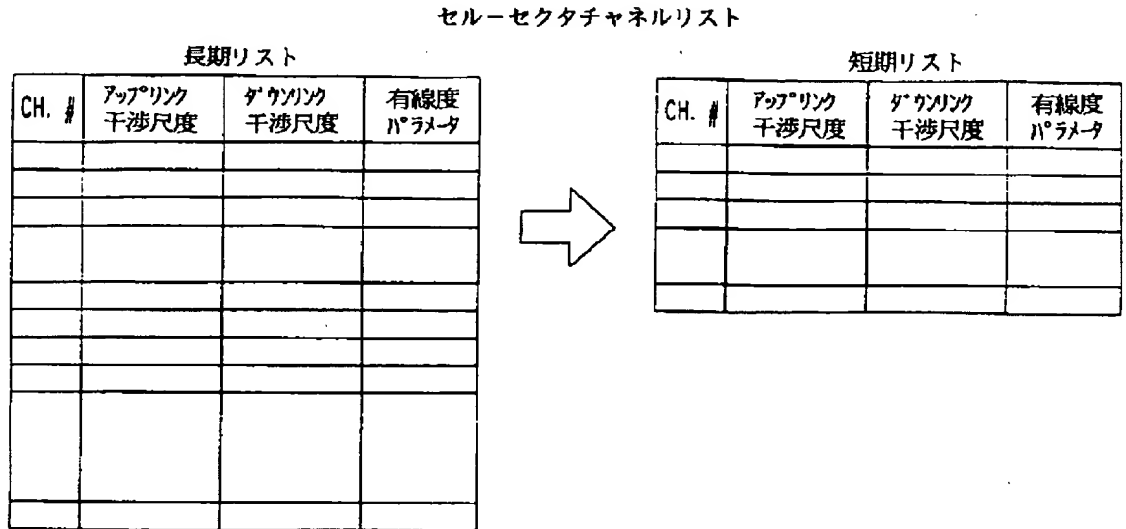 セルーセクタチャネルリスト
長期リスト
CH. #
アップリンク
干渉尺度
ダウンリンク
干渉尺度
有線度
パラメータ
短期リスト
CH. #
アップリンク
干渉尺度
ダウンリンク
干渉尺度
有線度
パラメータ